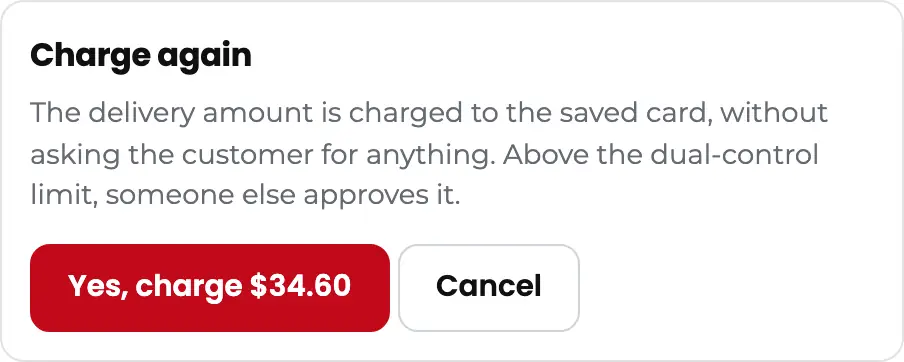 Charge again
The delivery amount is charged to the saved card, without
asking the customer for anything. Above the dual-control
limit, someone else approves it.
Yes, charge $34.60
Cancel